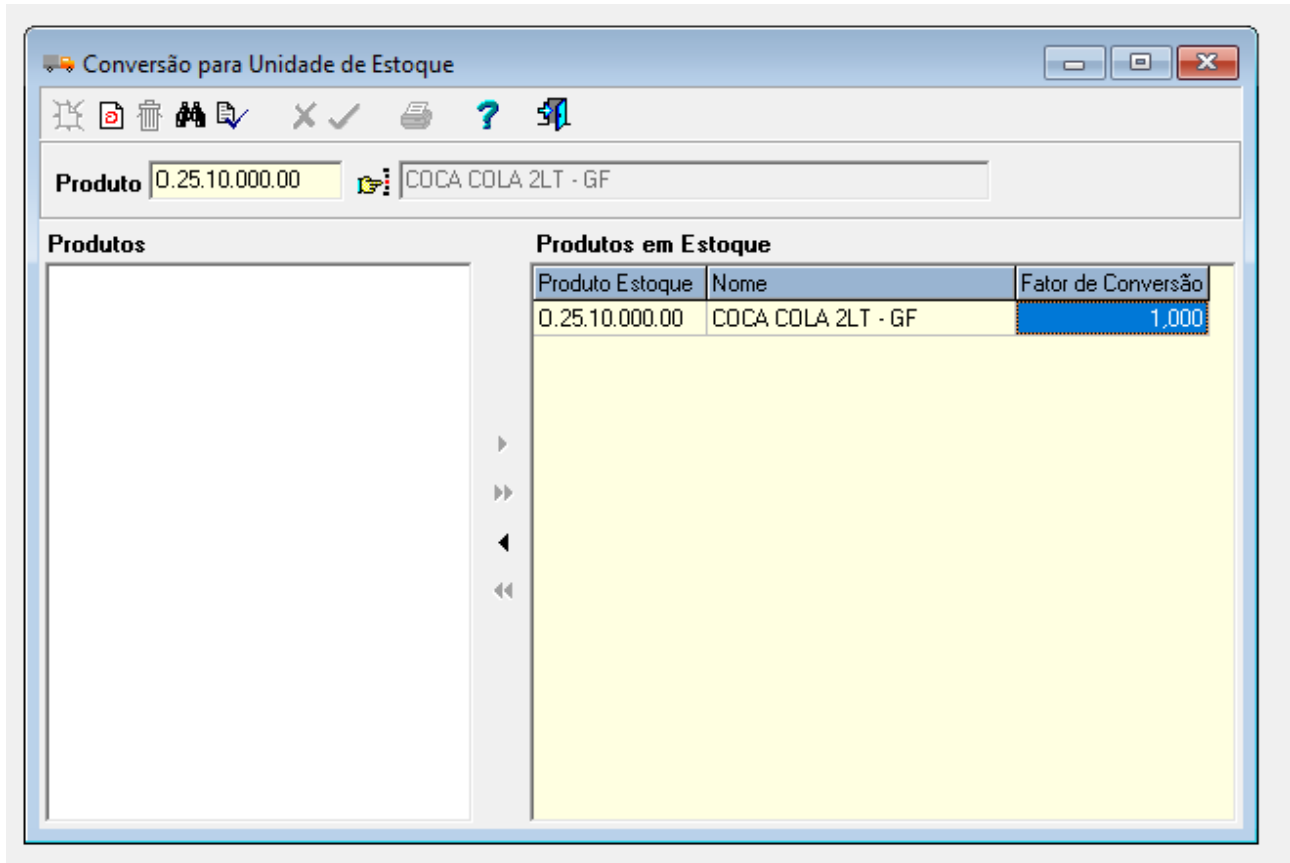 Conversão para Unidade de Estoque
Produto 0.25.10.000.00 COCA COLA 2LT - GF
Produtos
Produtos em Estoque
Produto Estoque Nome Fator de Conversão
0.25.10.000.00 COCA COLA 2LT - GF 1,000